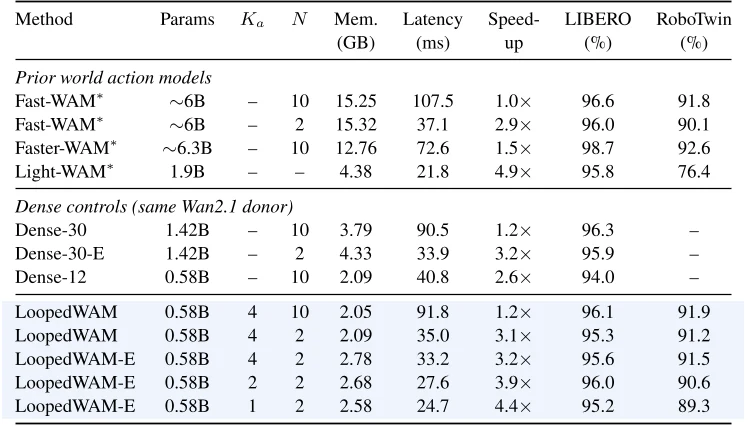 Method Params K_a N Mem. Latency Speed- LIBERO RoboTwin
(GB) (ms) up (%) (%)
Prior world action models
Fast-WAM* ∼6B – 10 15.25 107.5 1.0× 96.6 91.8
Fast-WAM* ∼6B – 2 15.32 37.1 2.9× 96.0 90.1
Faster-WAM* ∼6.3B – 10 12.76 72.6 1.5× 98.7 92.6
Light-WAM* 1.9B – – 4.38 21.8 4.9× 95.8 76.4
Dense controls (same Wan2.1 donor)
Dense-30 1.42B – 10 3.79 90.5 1.2× 96.3 –
Dense-30-E 1.42B – 2 4.33 33.9 3.2× 95.9 –
Dense-12 0.58B – 10 2.09 40.8 2.6× 94.0 –
LoopedWAM 0.58B 4 10 2.05 91.8 1.2× 96.1 91.9
LoopedWAM 0.58B 4 2 2.09 35.0 3.1× 95.3 91.2
LoopedWAM-E 0.58B 4 2 2.78 33.2 3.2× 95.6 91.5
LoopedWAM-E 0.58B 2 2 2.68 27.6 3.9× 96.0 90.6
LoopedWAM-E 0.58B 1 2 2.58 24.7 4.4× 95.2 89.3